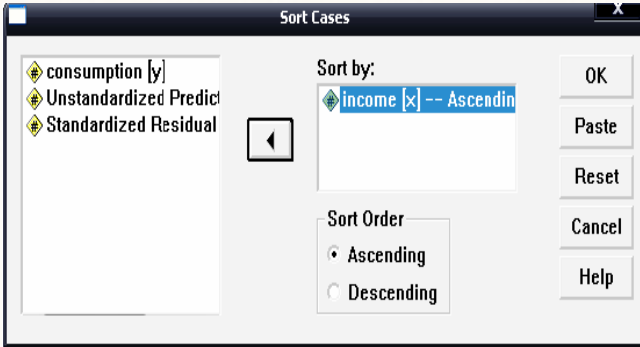 Sort Cases
X
consumption [y]
Unstandardized Predict
Standardized Residual
Sort by:
income [x] -- Ascendin
Sort Order
Ascending
Descending
OK
Paste
Reset
Cancel
Help